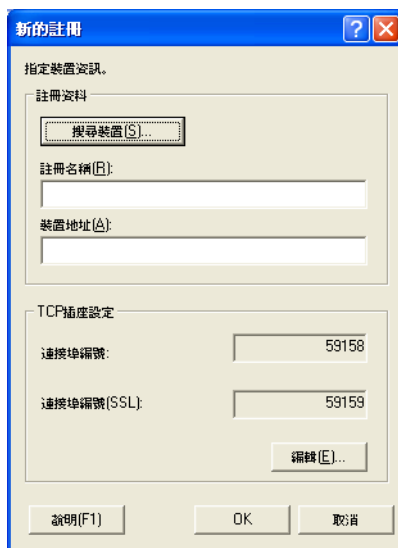 新的註冊
指定裝置資訊。
註冊資料
搜尋裝置(S)...
註冊名稱(R):
裝置地址(A):
TCP插座設定
連接埠編號:
59158
連接埠編號(SSL):
59159
編輯(E)...
說明(F1)
OK
取消